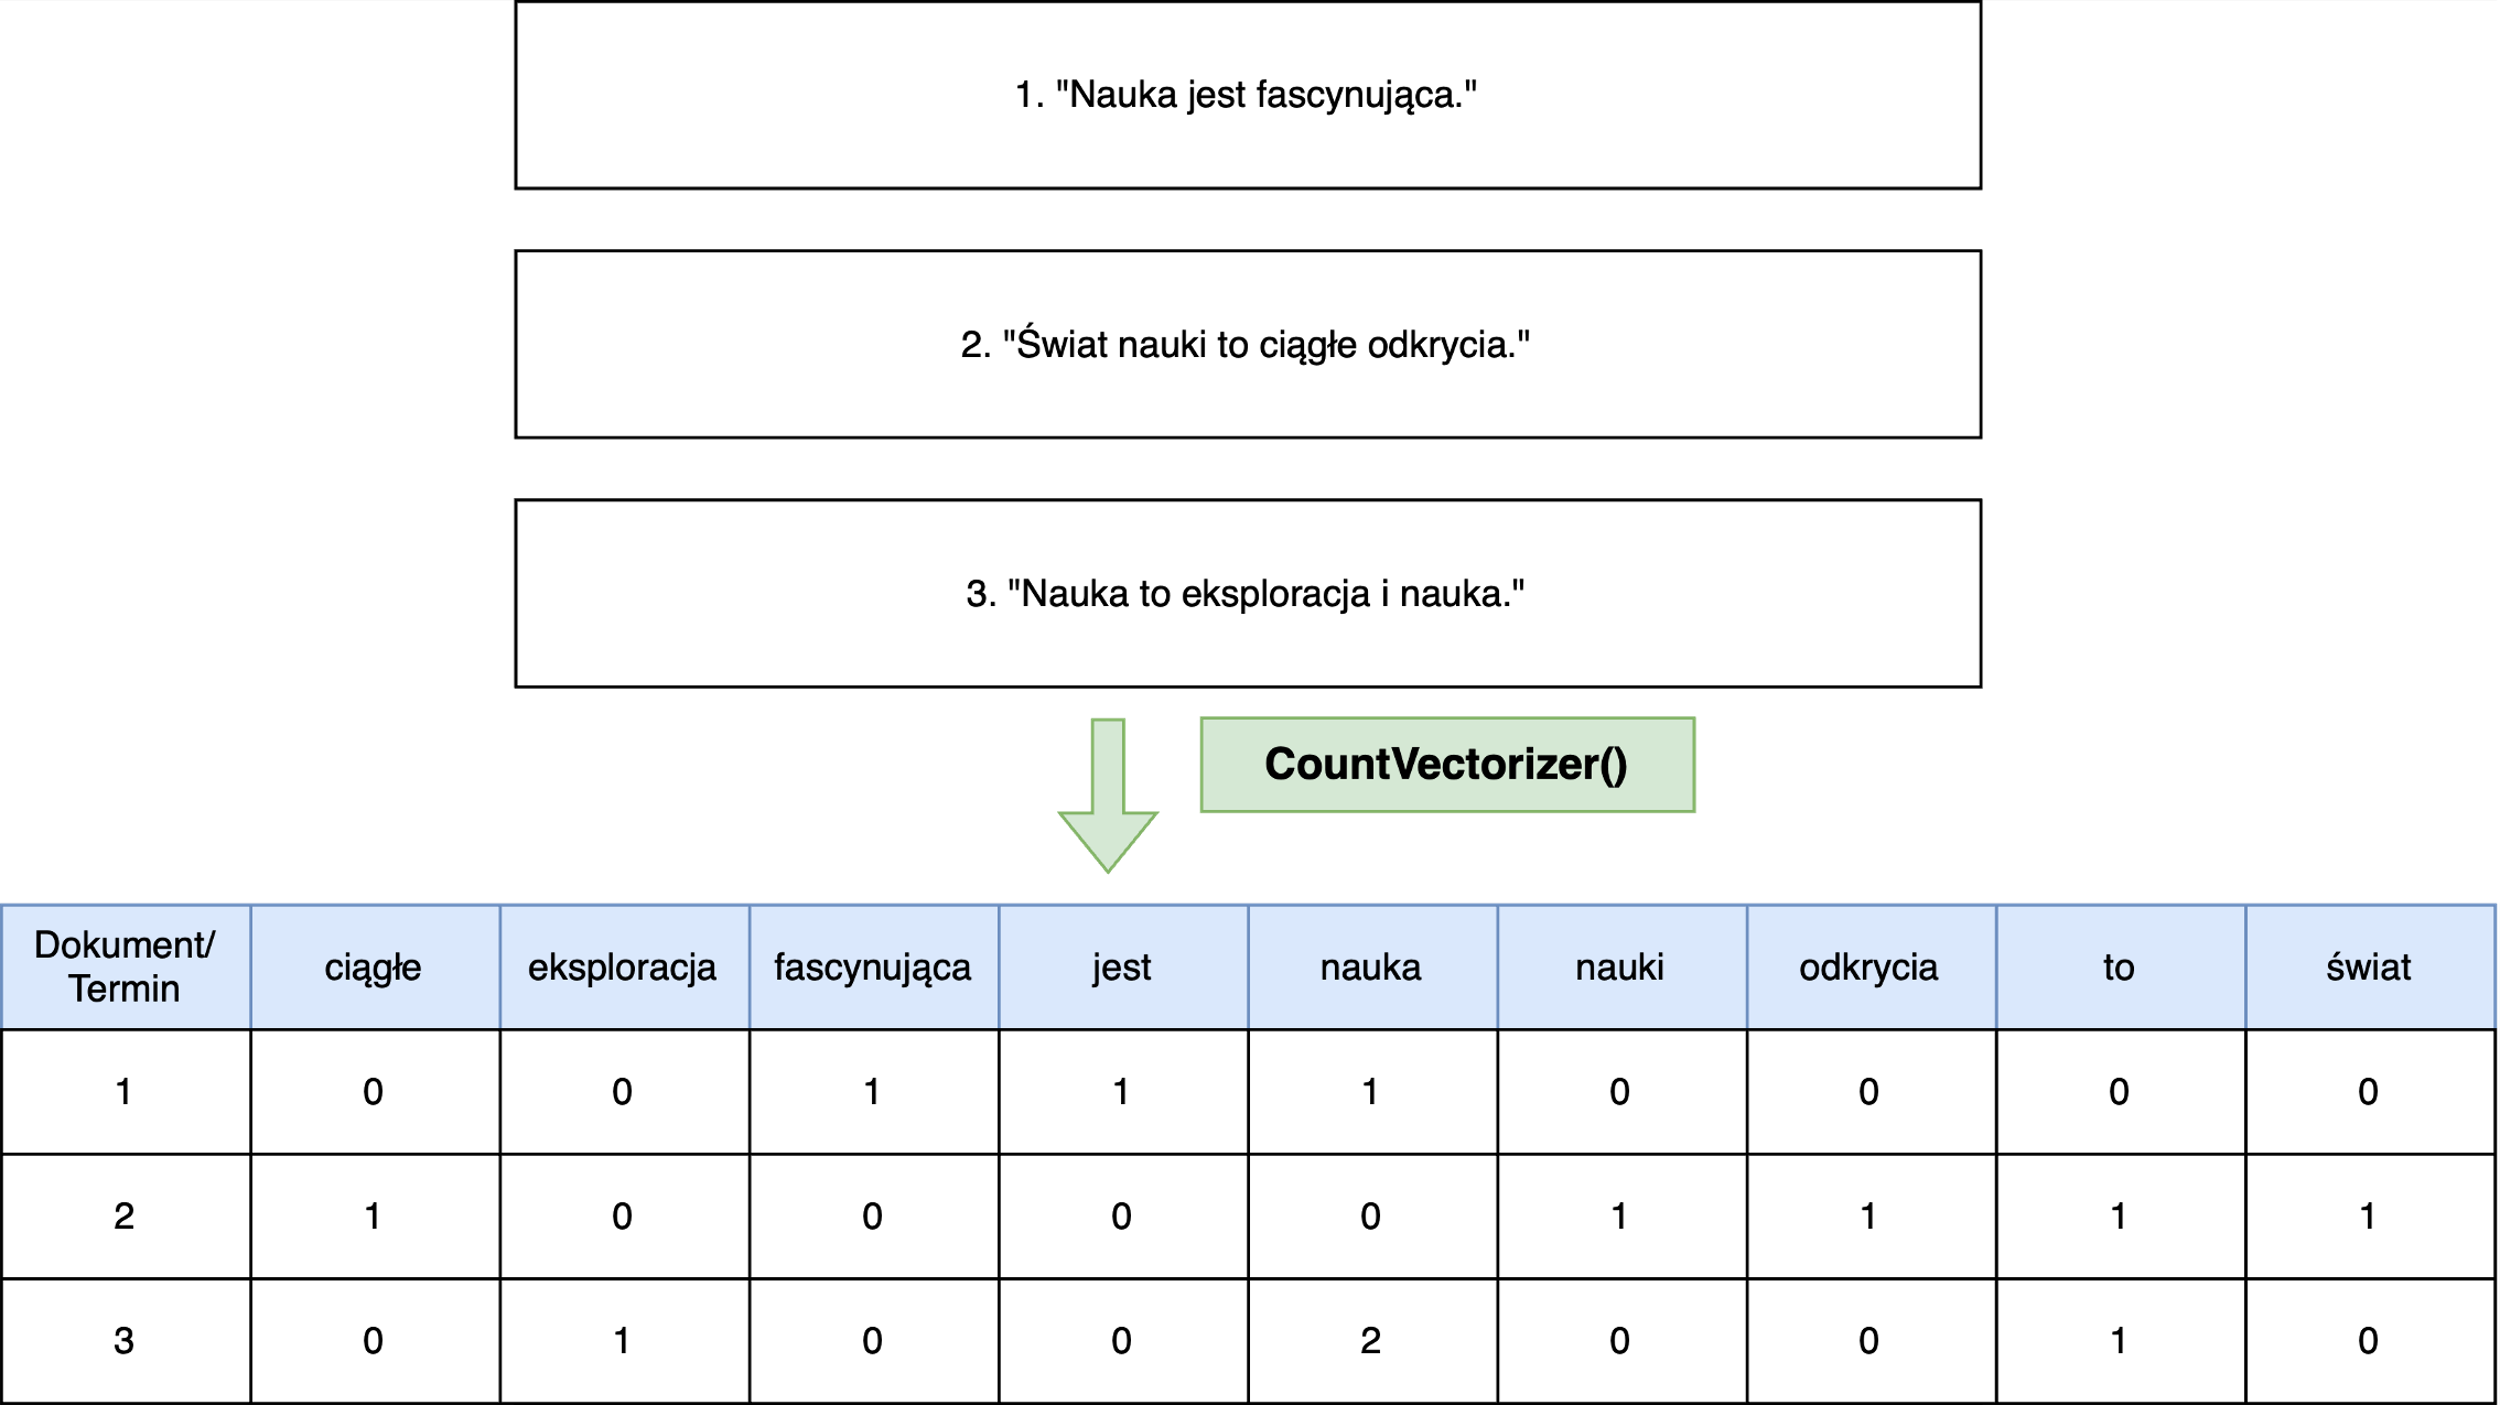 1. "Nauka jest fascynująca."
2. "Świat nauki to ciągłe odkrycia."
3. "Nauka to eksploracja i nauka."
CountVectorizer()
Dokument/
Termin ciągłe eksploracja fascynująca jest nauka nauki odkrycia to świat
1 0 0 1 1 1 0 0 0 0
2 1 0 0 0 0 1 1 1 1
3 0 1 0 0 2 0 0 1 0